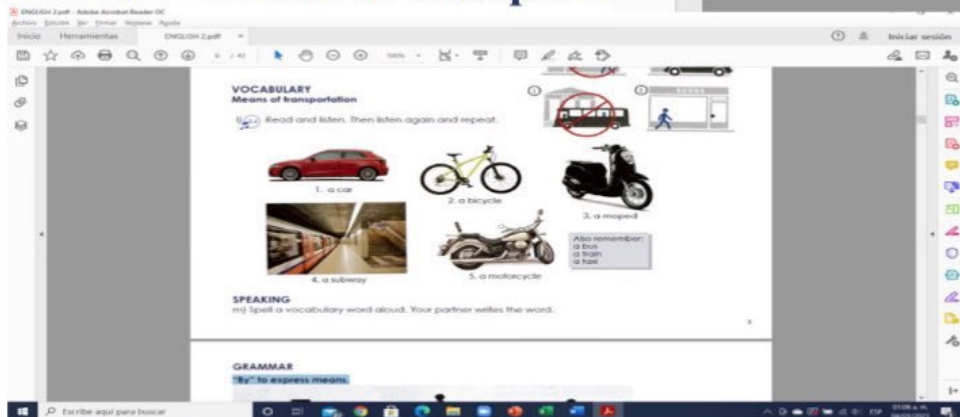 ENGLISH 2.pdf - Adobe Acrobat Reader DC
Archivo Edición Ver Firmar Ventana Ayuda
Inicio Herramientas ENGLISH 2.pdf
Iniciar sesión
VOCABULARY
Means of transportation
Read and listen. Then listen again and repeat.
1. a car
2. a bicycle
3. a moped
4. a subway
5. a motorcycle
Also remember:
a bus
a train
a taxi
SPEAKING
m) Spell a vocabulary word aloud. Your partner writes the word.
GRAMMAR
"By" to express means.
Escribe aquí para buscar